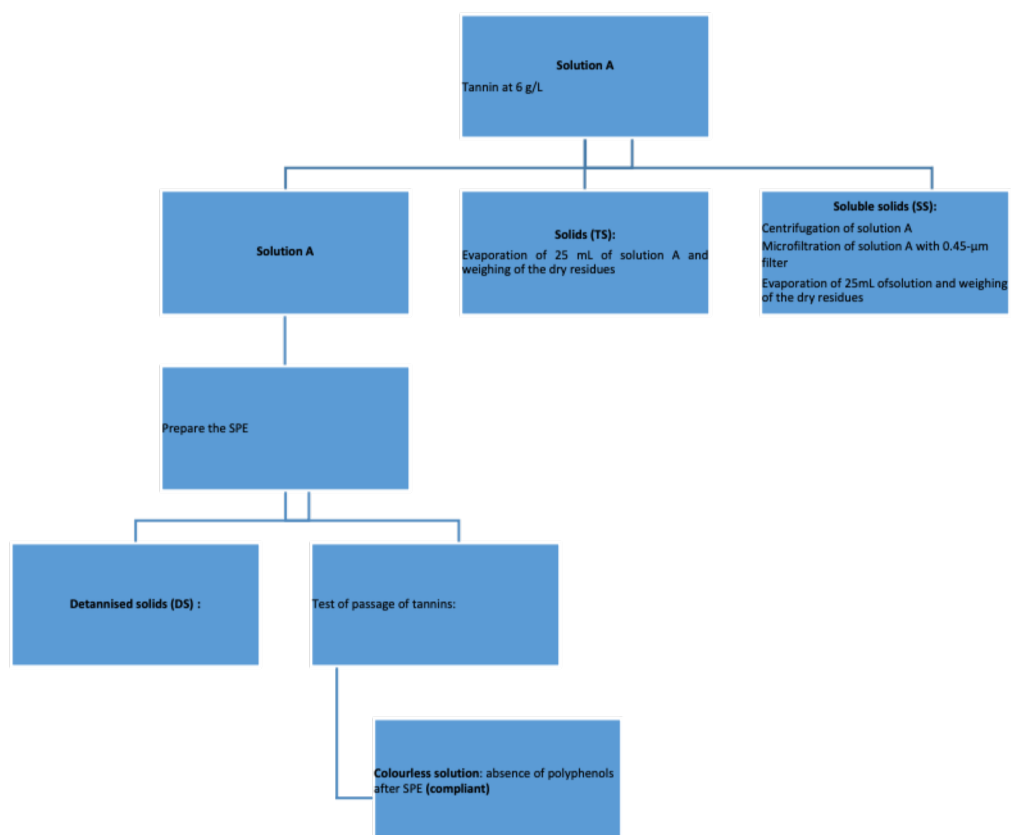 Solution A
Tannin at 6 g/L
Solution A
Solids (TS):
Evaporation of 25 mL of solution A and
weighing of the dry residues
Soluble solids (SS):
Centrifugation of solution A
Microfiltration of solution A with 0.45-µm
filter
Evaporation of 25mL ofsolution and weighing
of the dry residues
Prepare the SPE
Detannised solids (DS) :
Test of passage of tannins:
Colourless solution: absence of polyphenols
after SPE (compliant)